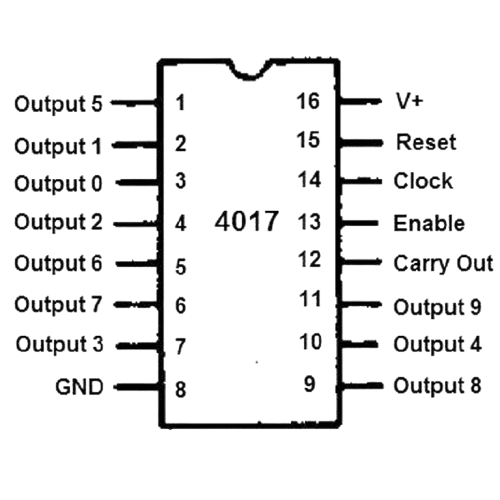 Output 5 1 16 V+
Output 1 2 15 Reset
Output 0 3 14 Clock
Output 2 4 4017 13 Enable
Output 6 5 12 Carry Out
Output 7 6 11 Output 9
Output 3 7 10 Output 4
GND 8 9 Output 8